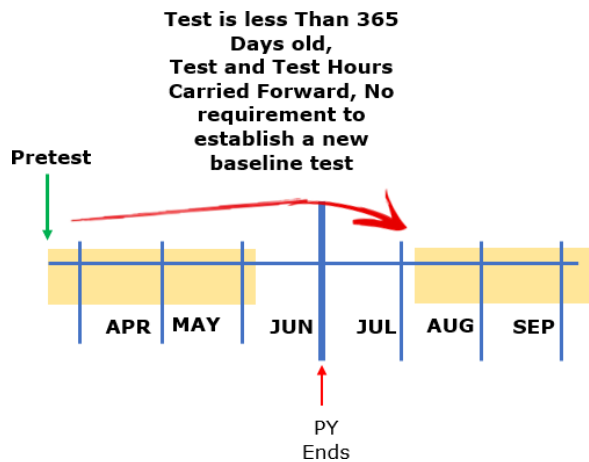 Test is less Than 365
Days old,
Test and Test Hours
Carried Forward, No
requirement to
establish a new
baseline test
Pretest
APR MAY JUN JUL AUG SEP
PY
Ends